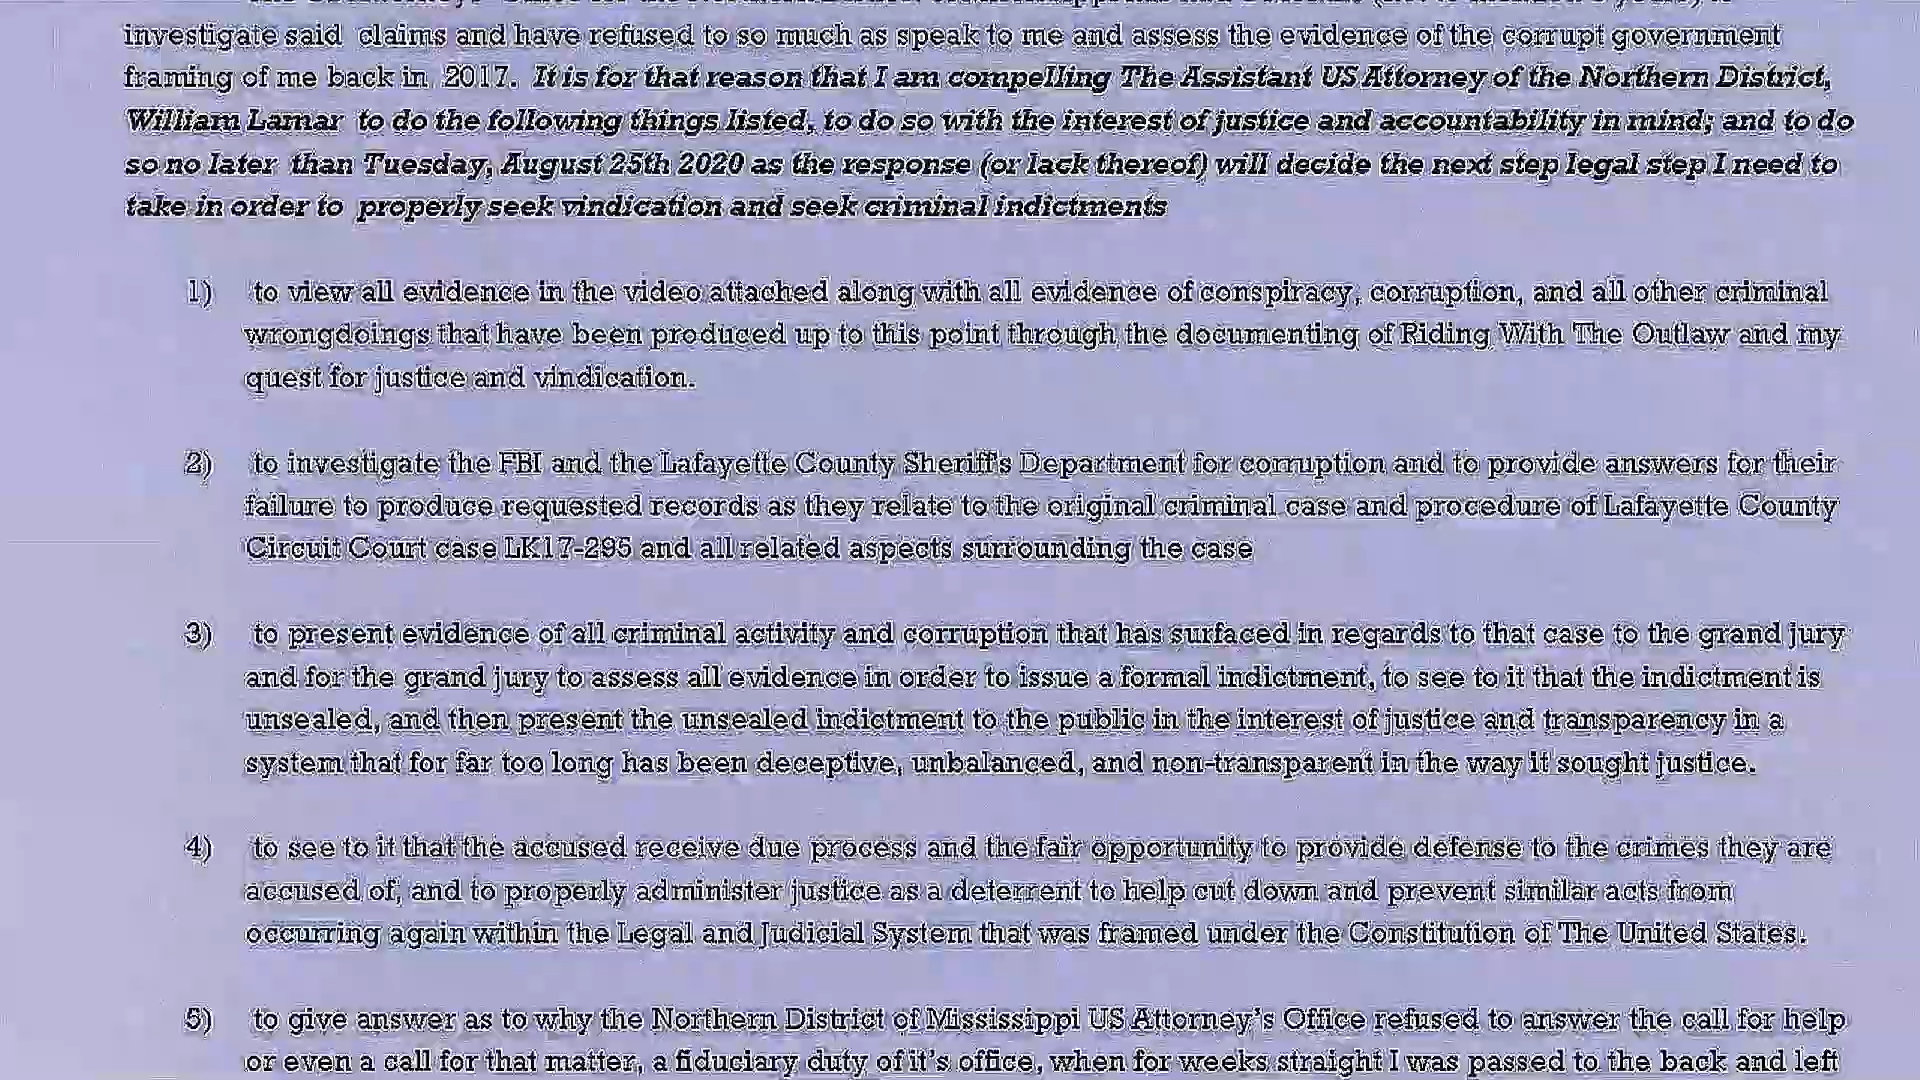 investigate said claims and have refused to so much as speak to me and assess the evidence of the corrupt government
framing of me back in 2017. It is for that reason that I am compelling The Assistant US Attorney of the Northern District,
William Lamar to do the following things listed, to do so with the interest of justice and accountability in mind; and to do
so no later than Tuesday, August 25th 2020 as the response (or lack thereof) will decide the next step legal step I need to
take in order to properly seek vindication and seek criminal indictments
1) to view all evidence in the video attached along with all evidence of conspiracy, corruption, and all other criminal
wrongdoings that have been produced up to this point through the documenting of Riding With The Outlaw and my
quest for justice and vindication.
2) to investigate the FBI and the Lafayette County Sheriff's Department for corruption and to provide answers for their
failure to produce requested records as they relate to the original criminal case and procedure of Lafayette County
Circuit Court case LK17-295 and all related aspects surrounding the case
3) to present evidence of all criminal activity and corruption that has surfaced in regards to that case to the grand jury
and for the grand jury to assess all evidence in order to issue a formal indictment, to see to it that the indictment is
unsealed, and then present the unsealed indictment to the public in the interest of justice and transparency in a
system that for far too long has been deceptive, unbalanced, and non-transparent in the way it sought justice.
4) to see to it that the accused receive due process and the fair opportunity to provide defense to the crimes they are
accused of, and to properly administer justice as a deterrent to help cut down and prevent similar acts from
occurring again within the Legal and Judicial System that was framed under the Constitution of The United States.
5) to give answer as to why the Northern District of Mississippi US Attorney's Office refused to answer the call for help
or even a call for that matter, a fiduciary duty of it's office, when for weeks straight I was passed to the back and left